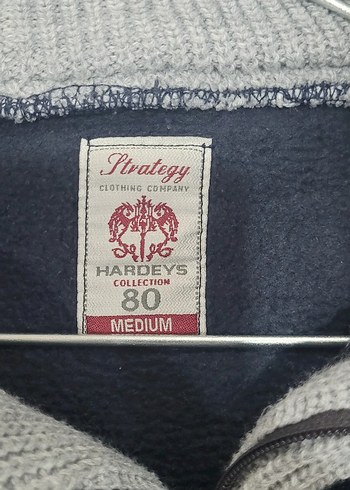 Strategy
CLOTHING COMPANY
HARDEYS
COLLECTION
80
MEDIUM